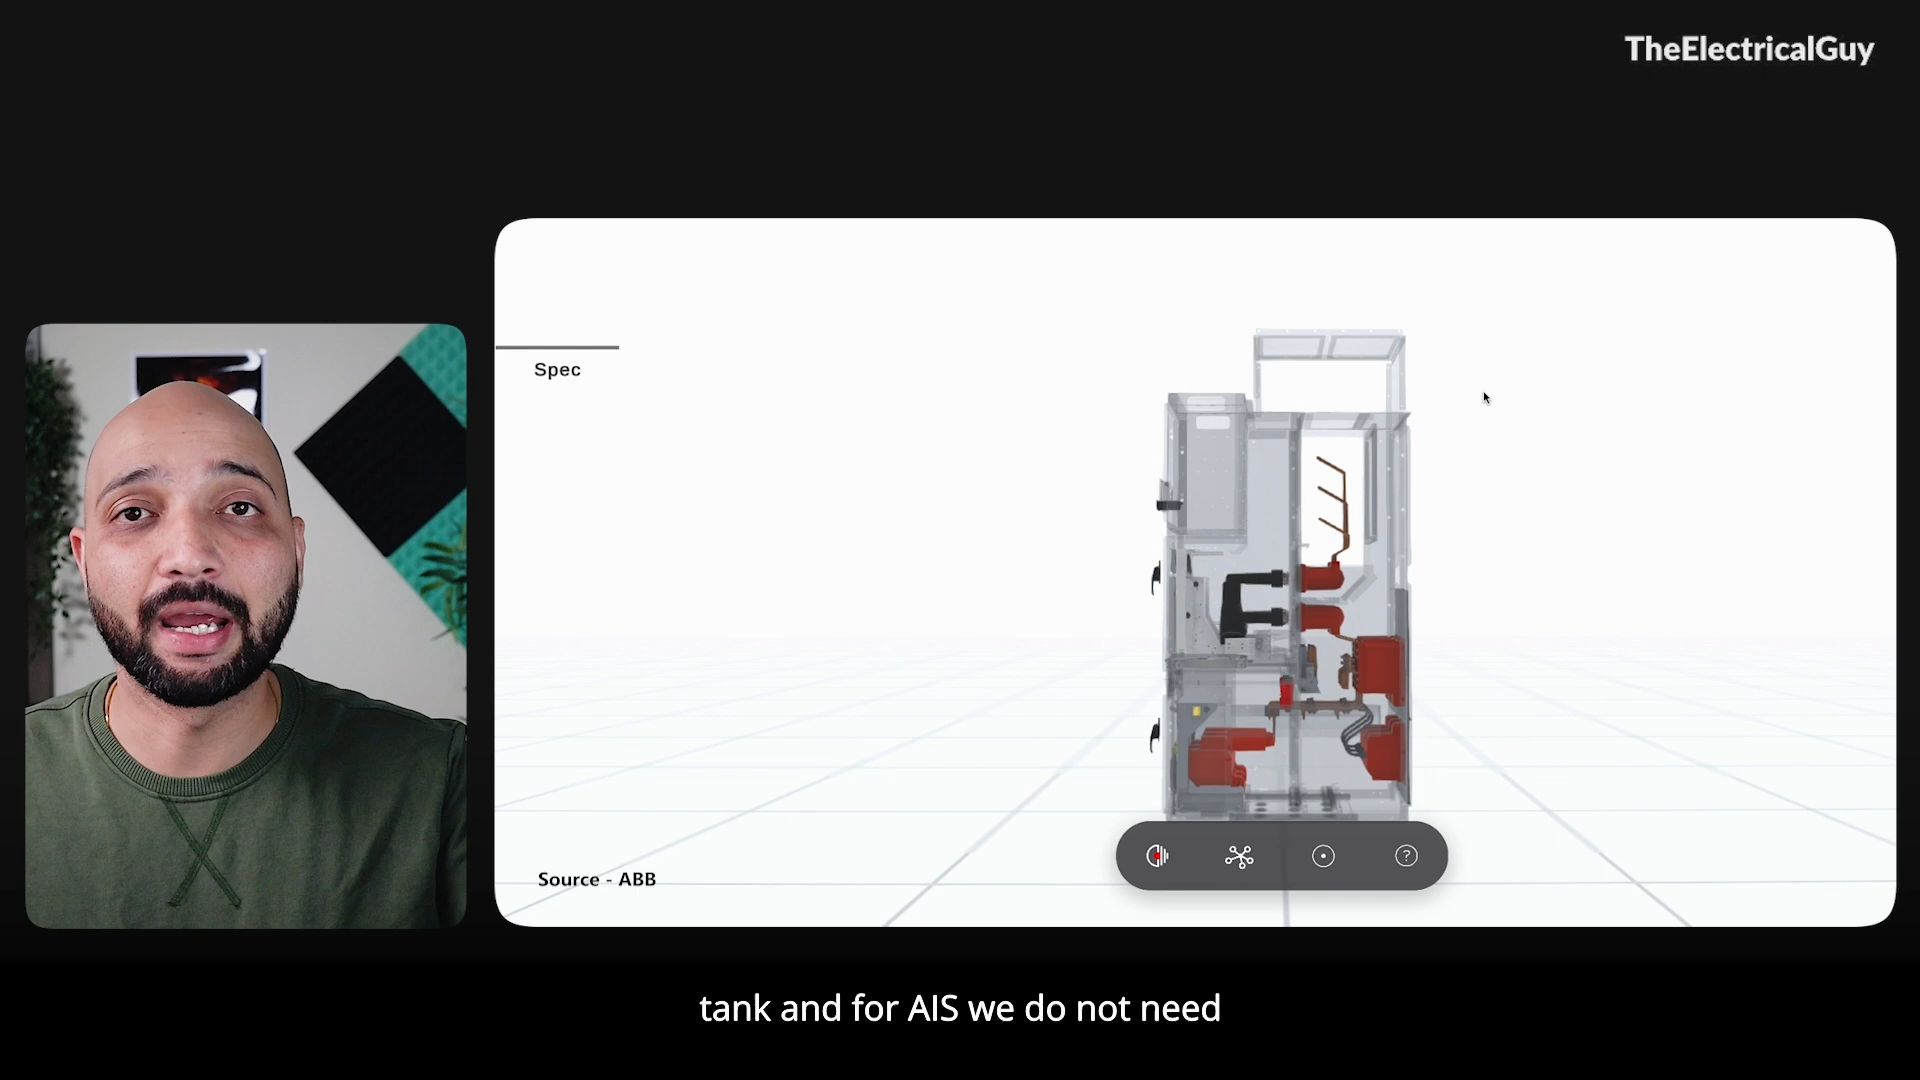 TheElectricalGuy
Spec
?
Source - ABB
tank and for AIS we do not need